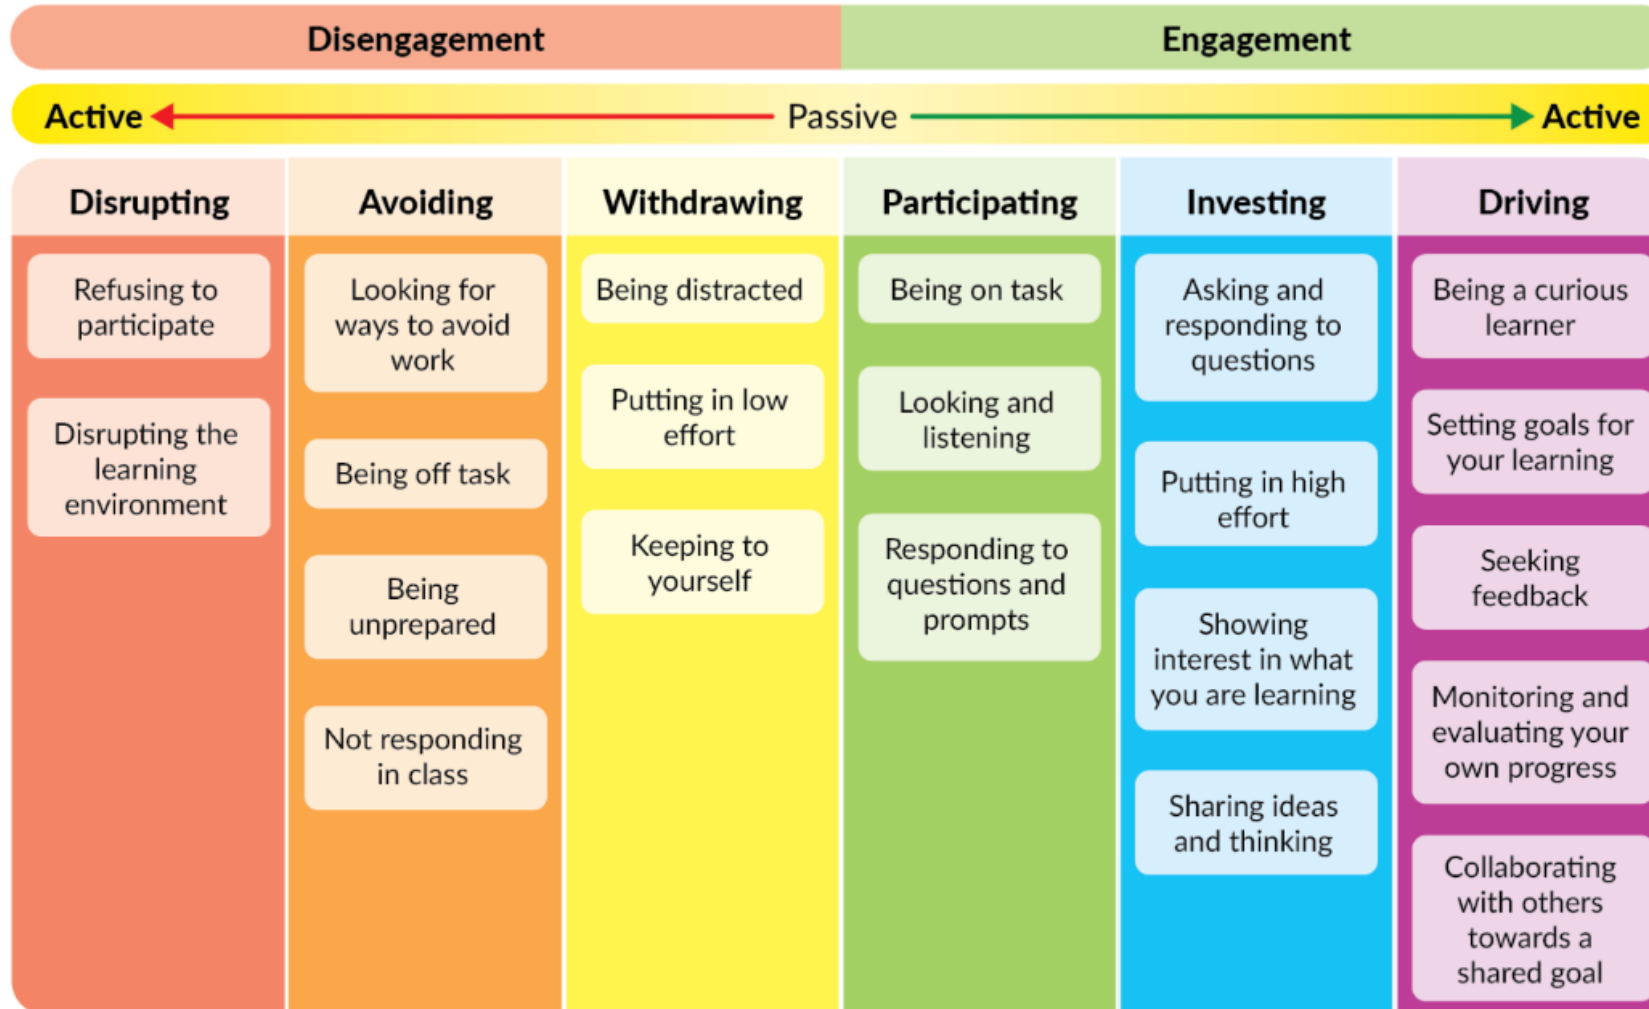 Disengagement
Engagement
Active
Passive
Active
Disrupting
Refusing to
participate
Disrupting the
learning
environment
Avoiding
Looking for
ways to avoid
work
Being off task
Being
unprepared
Not responding
in class
Withdrawing
Being distracted
Putting in low
effort
Keeping to
yourself
Participating
Being on task
Looking and
listening
Responding to
questions and
prompts
Investing
Asking and
responding to
questions
Putting in high
effort
Showing
interest in what
you are learning
Sharing ideas
and thinking
Driving
Being a curious
learner
Setting goals for
your learning
Seeking
feedback
Monitoring and
evaluating your
own progress
Collaborating
with others
towards a
shared goal